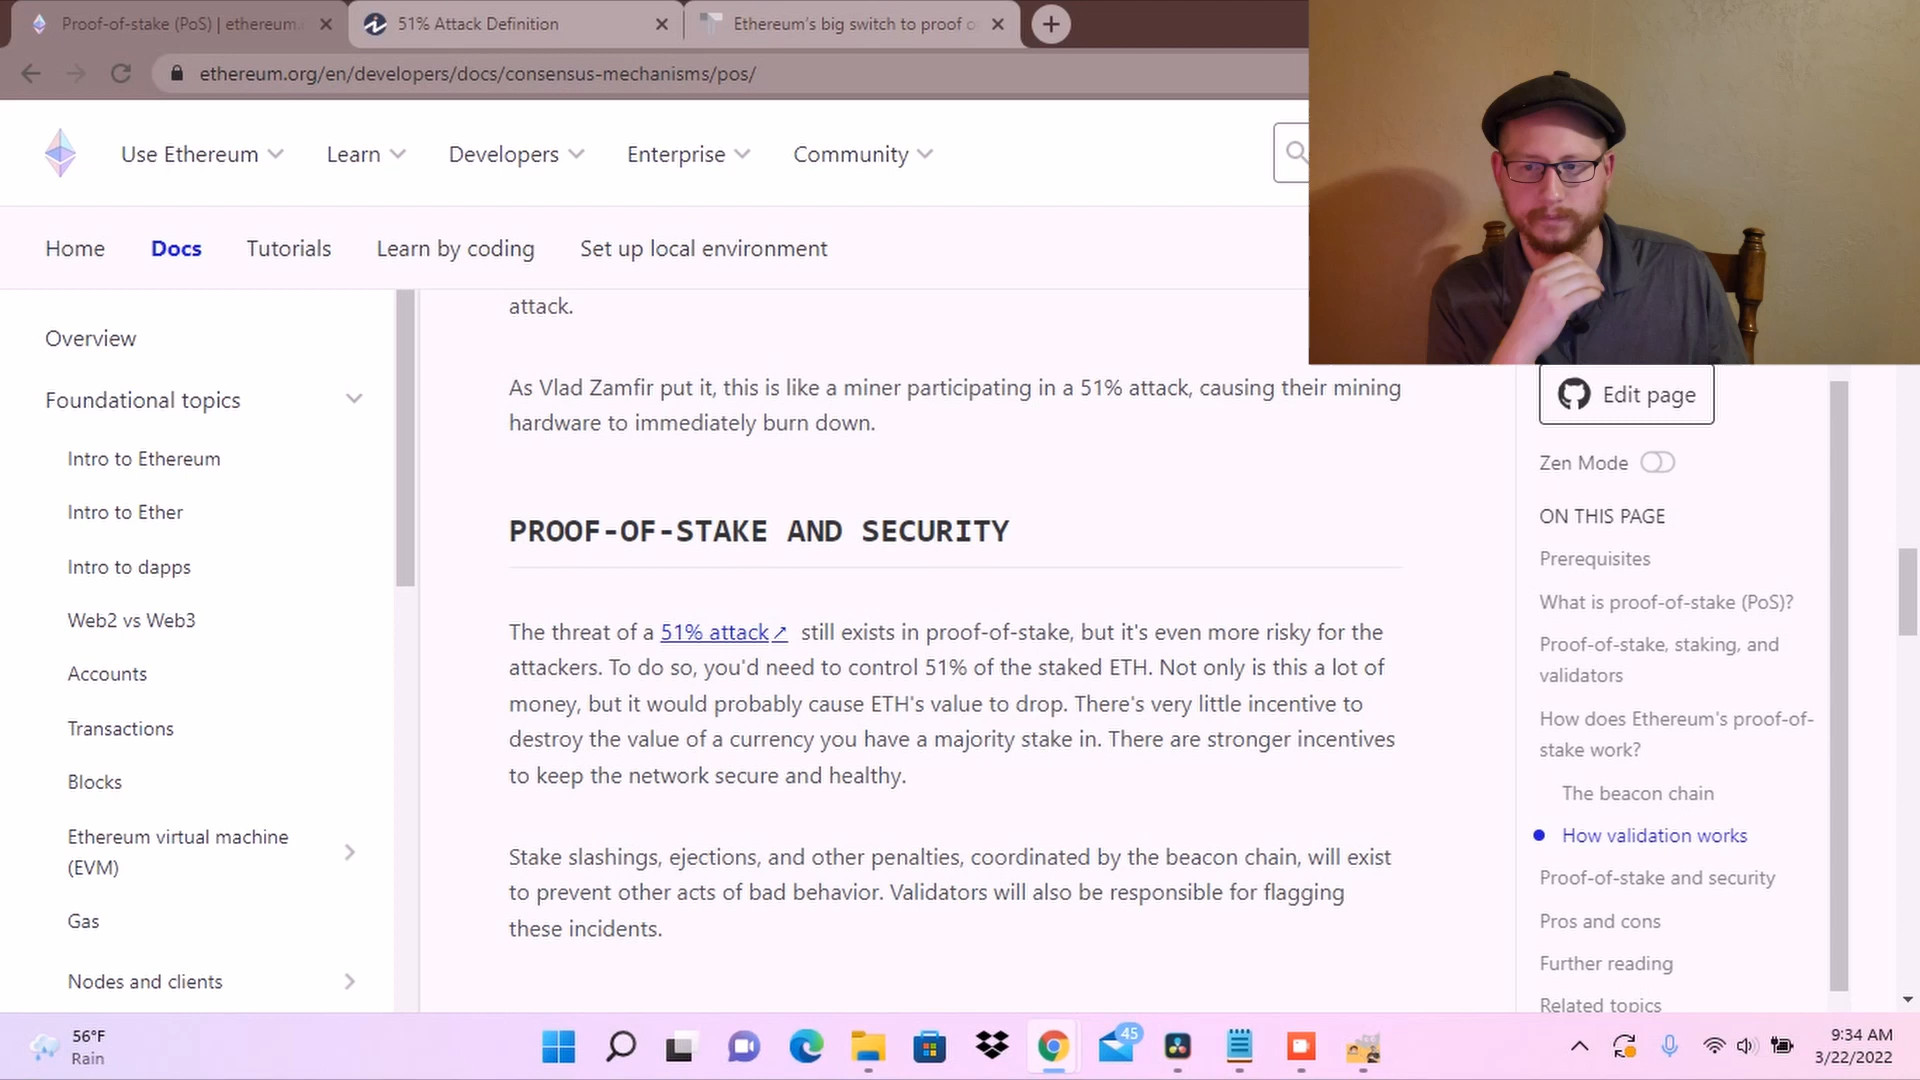 Proof-of-stake (PoS) | ethereum.
51% Attack Definition
Ethereum's big switch to proof o
ethereum.org/en/developers/docs/consensus-mechanisms/pos/
Use Ethereum
Learn
Developers
Enterprise
Community
Home
Docs
Tutorials
Learn by coding
Set up local environment
Overview
Foundational topics
Intro to Ethereum
Intro to Ether
Intro to dapps
Web2 vs Web3
Accounts
Transactions
Blocks
Ethereum virtual machine
(EVM)
Gas
Nodes and clients
attack.
As Vlad Zamfir put it, this is like a miner participating in a 51% attack, causing their mining
hardware to immediately burn down.
PROOF-OF-STAKE AND SECURITY
The threat of a 51% attack↗ still exists in proof-of-stake, but it's even more risky for the
attackers. To do so, you'd need to control 51% of the staked ETH. Not only is this a lot of
money, but it would probably cause ETH's value to drop. There's very little incentive to
destroy the value of a currency you have a majority stake in. There are stronger incentives
to keep the network secure and healthy.
Stake slashings, ejections, and other penalties, coordinated by the beacon chain, will exist
to prevent other acts of bad behavior. Validators will also be responsible for flagging
these incidents.
Edit page
Zen Mode
ON THIS PAGE
Prerequisites
What is proof-of-stake (PoS)?
Proof-of-stake, staking, and
validators
How does Ethereum's proof-of-
stake work?
The beacon chain
How validation works
Proof-of-stake and security
Pros and cons
Further reading
Related topics
56°F
Rain
45
9:34 AM
3/22/2022